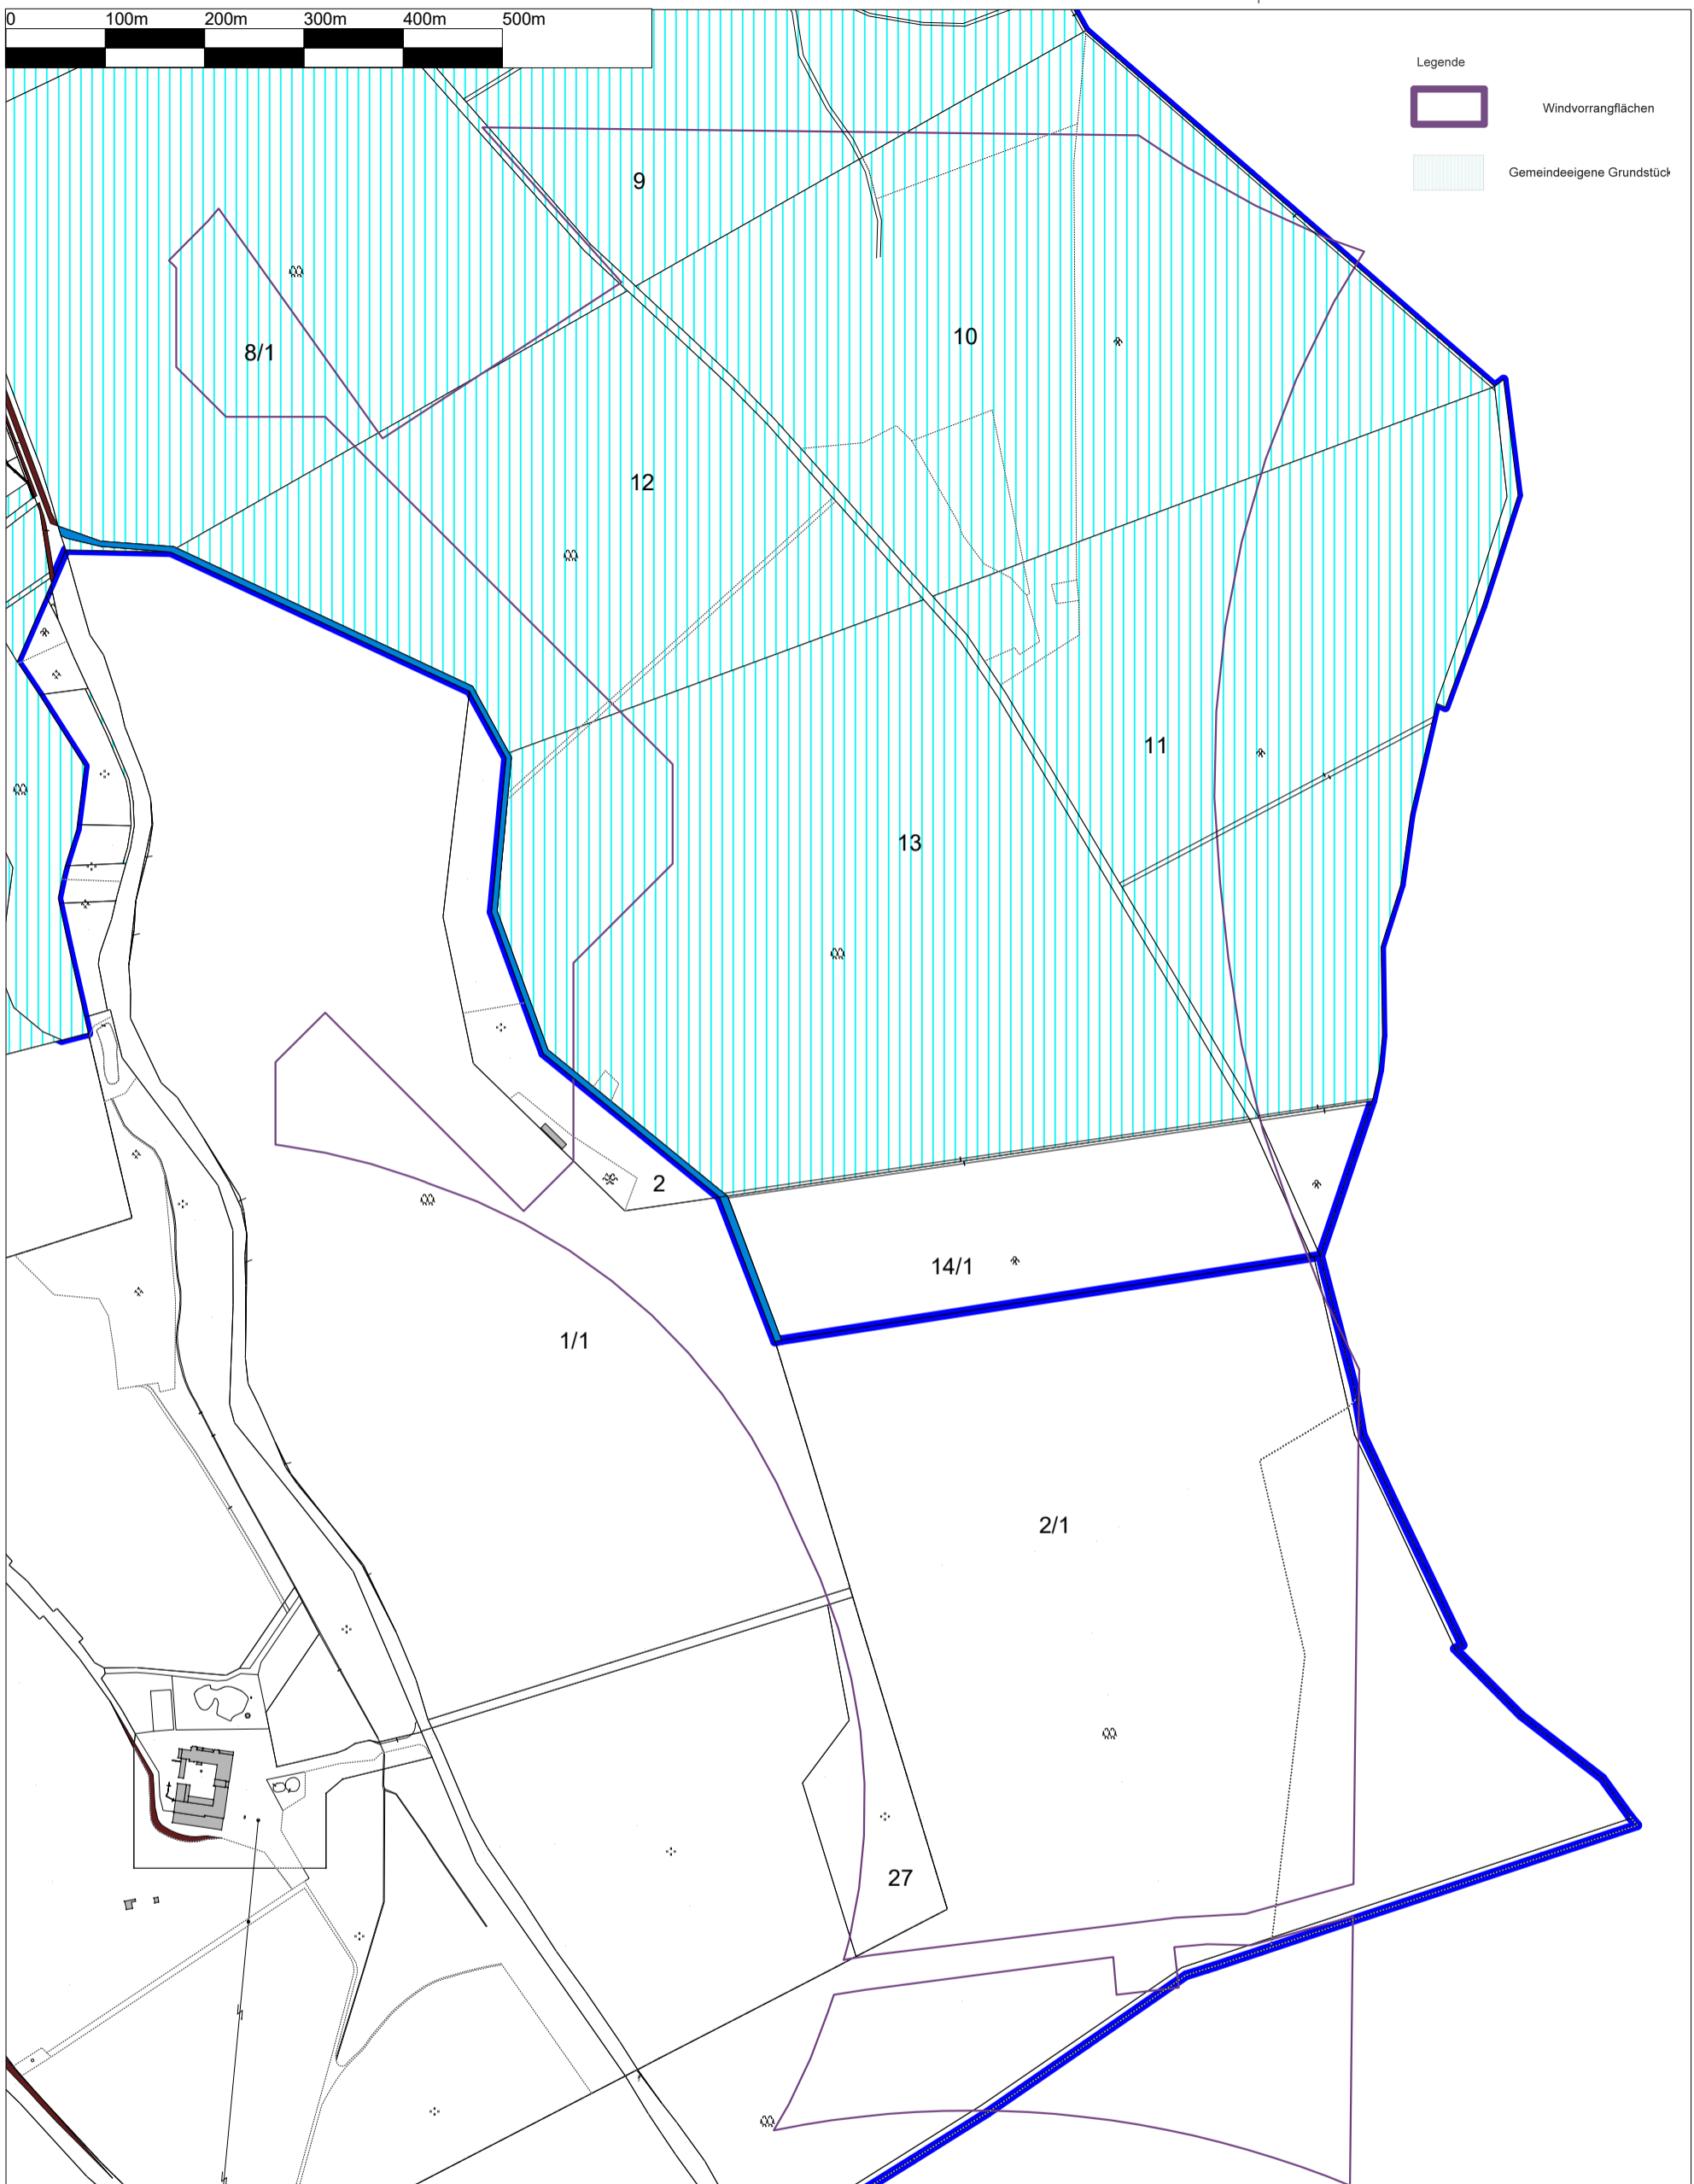 0 100m 200m 300m 400m 500m
Legende
Windvorrangflächen
Gemeindeeigene Grundstück
9
10
8/1
12
11
13
2
14/1
1/1
2/1
27